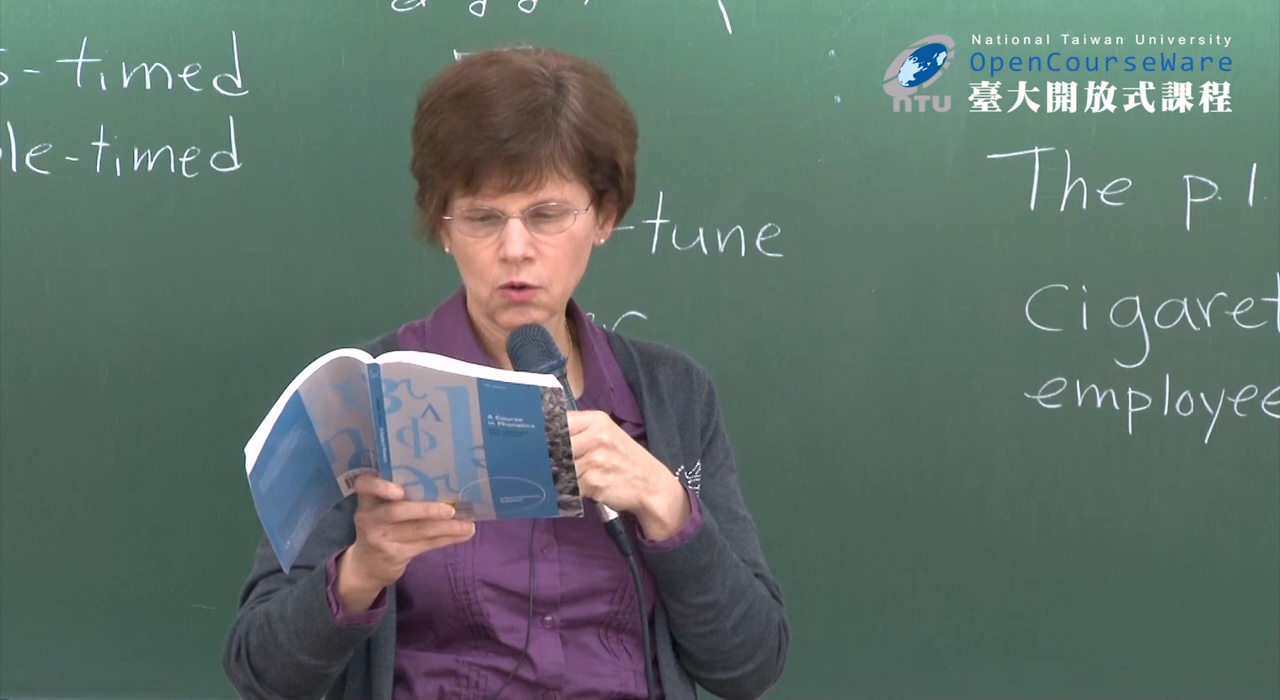 National Taiwan University
OpenCourseWare
NTU
臺大開放式課程
-timed
-timed
-tune
The p.l.
Cigaret
employee
A Course
in Phonetics